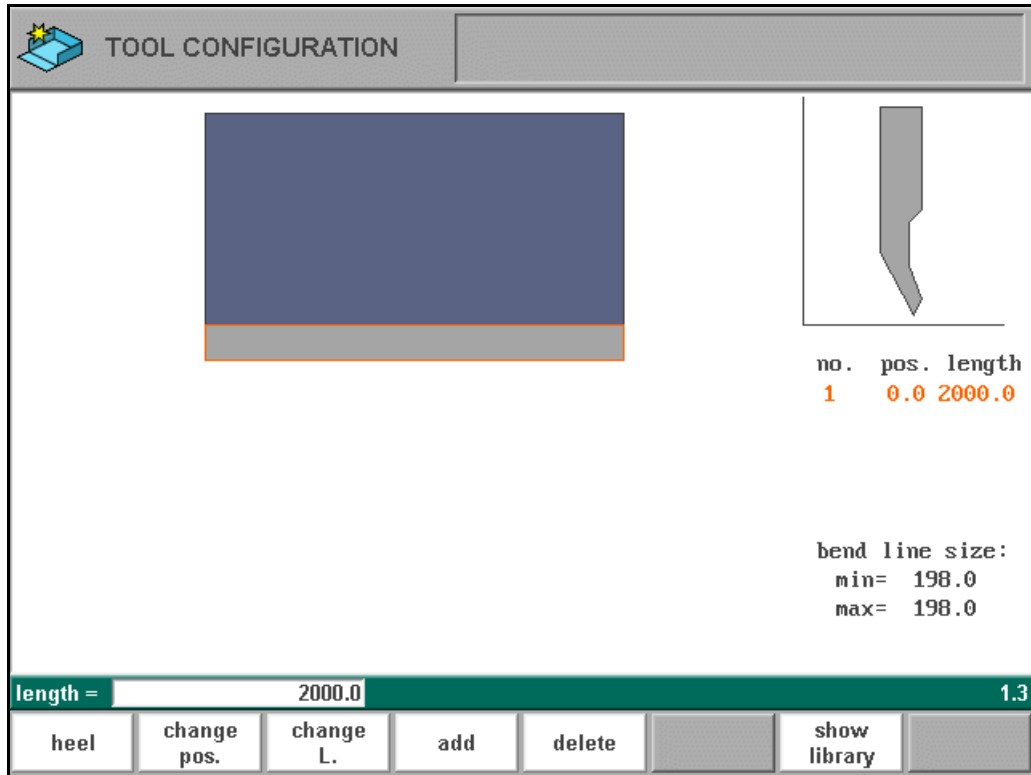 TOOL CONFIGURATION
no. pos. length
1 0.0 2000.0
bend line size:
min= 198.0
max= 198.0
length = 2000.0 1.3
heel
change
pos.
change
L.
add
delete
show
library